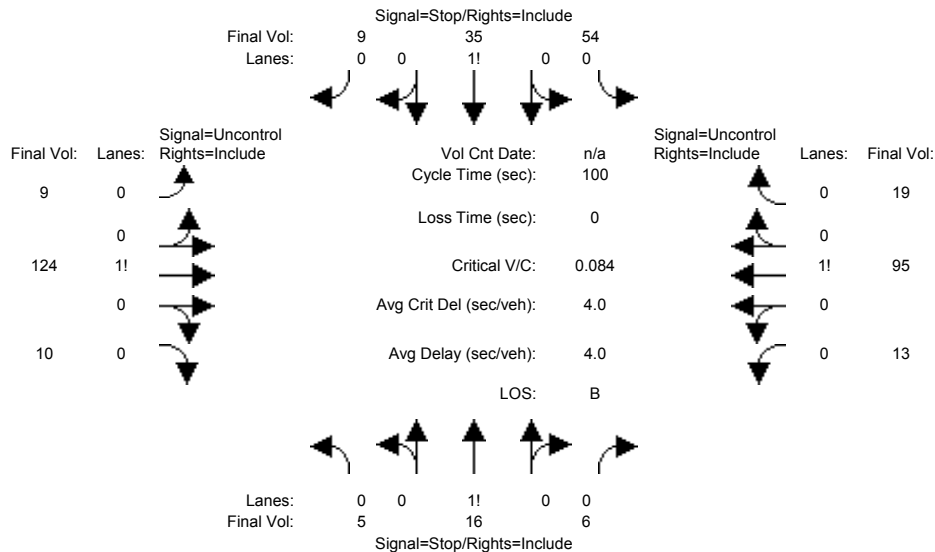 Signal=Stop/Rights=Include
Final Vol: 9 35 54
Lanes: 0 0 1! 0 0
Signal=Uncontrol
Final Vol: Lanes: Rights=Include
Vol Cnt Date: n/a
Signal=Uncontrol
Rights=Include Lanes: Final Vol:
Cycle Time (sec): 100
9 0
0 19
Loss Time (sec): 0
0
0
124 1!
Critical V/C: 0.084
1! 95
0
Avg Crit Del (sec/veh): 4.0
0
10 0
Avg Delay (sec/veh): 4.0
0 13
LOS: B
Lanes: 0 0 1! 0 0
Final Vol: 5 16 6
Signal=Stop/Rights=Include